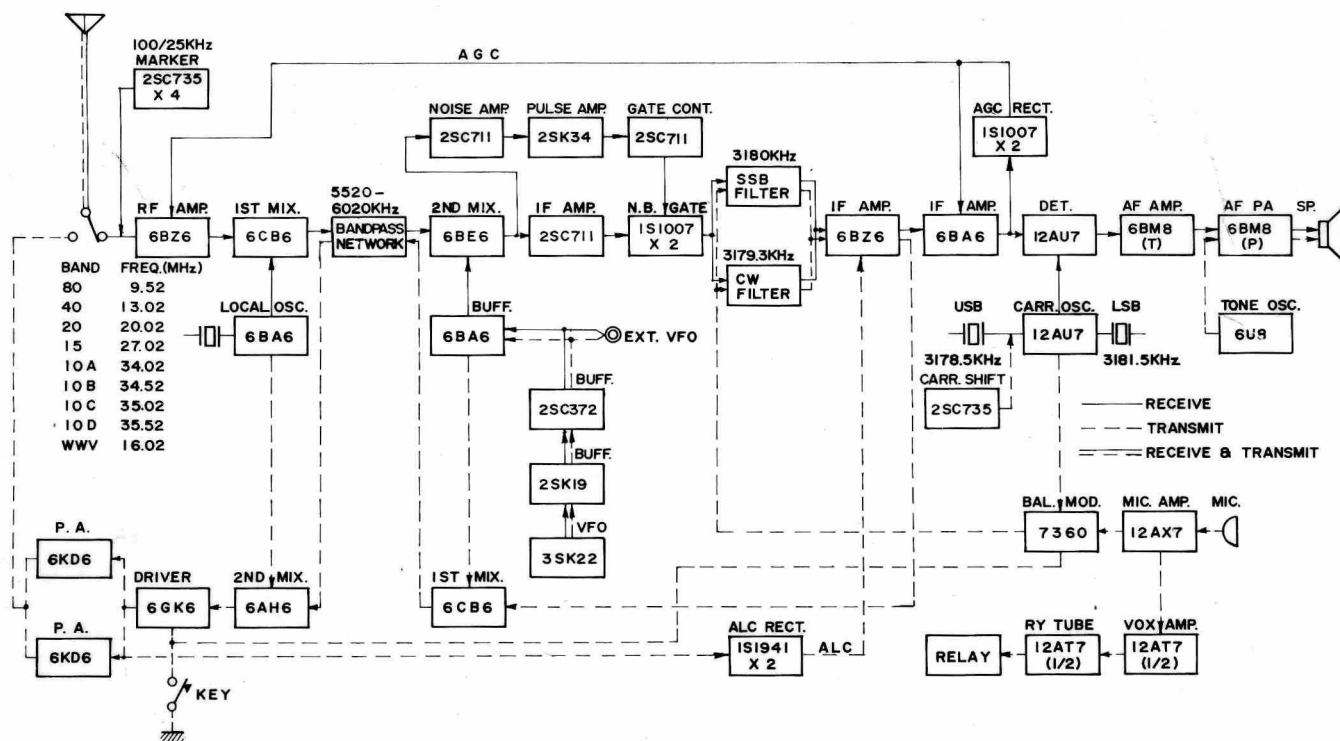 100/25KHz
MARKER
2SC735
X 4
AGC
NOISE AMP.
2SC711
PULSE AMP.
2SK34
GATE CONT.
2SC711
AGC RECT.
1S1007
X 2
RF AMP.
6BZ6
1ST MIX.
6CB6
5520-
6020KHz
BANDPASS
NETWORK
2ND MIX.
6BE6
IF AMP.
2SC711
N.B. GATE
1S1007
X 2
3180KHz
SSB
FILTER
3179.3KHz
CW
FILTER
IF AMP.
6BZ6
IF AMP.
6BA6
DET.
12AU7
AF AMP.
6BM8
(T)
AF PA
6BM8
(P)
SP.
BAND FREQ.(MHz)
80 9.52
40 13.02
20 20.02
15 27.02
10A 34.02
10B 34.52
10C 35.02
10D 35.52
WWV 16.02
LOCAL OSC.
6BA6
BUFF.
6BA6
EXT. VFO
BUFF.
2SC372
BUFF.
2SK19
VFO
3SK22
USB
3178.5KHz
CARR. OSC.
12AU7
LSB
3181.5KHz
CARR. SHIFT
2SC735
TONE OSC.
6U8
RECEIVE
TRANSMIT
RECEIVE & TRANSMIT
BAL. MOD.
7360
MIC. AMP.
12AX7
MIC.
P. A.
6KD6
P. A.
6KD6
DRIVER
6GK6
2ND MIX.
6AH6
1ST MIX.
6CB6
ALC RECT.
1S1941
X 2
ALC
RELAY
RY TUBE
12AT7
(1/2)
VOX AMP.
12AT7
(1/2)
KEY